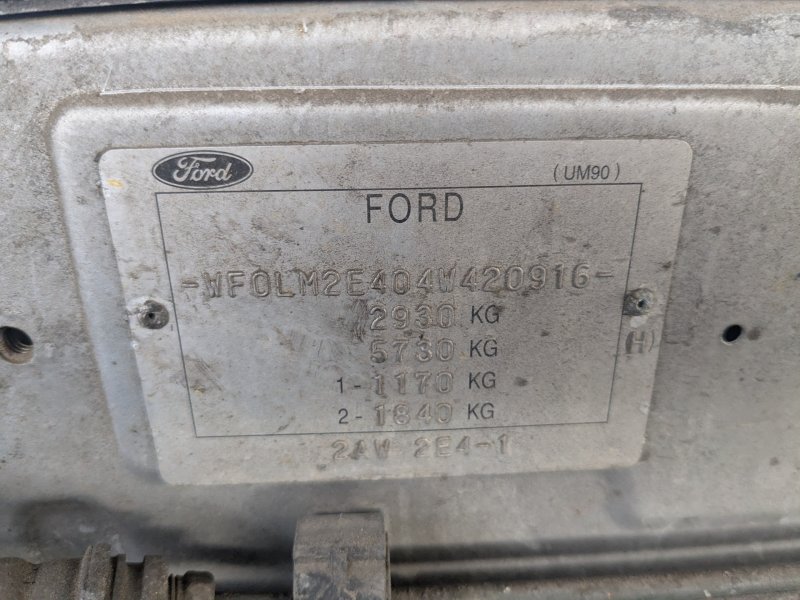 Ford
(UM90)
FORD
-WF0LM2E404W420916-
2930 KG
5730 KG
(H)
1-1170 KG
2-1840 KG
2AW 2E4-1